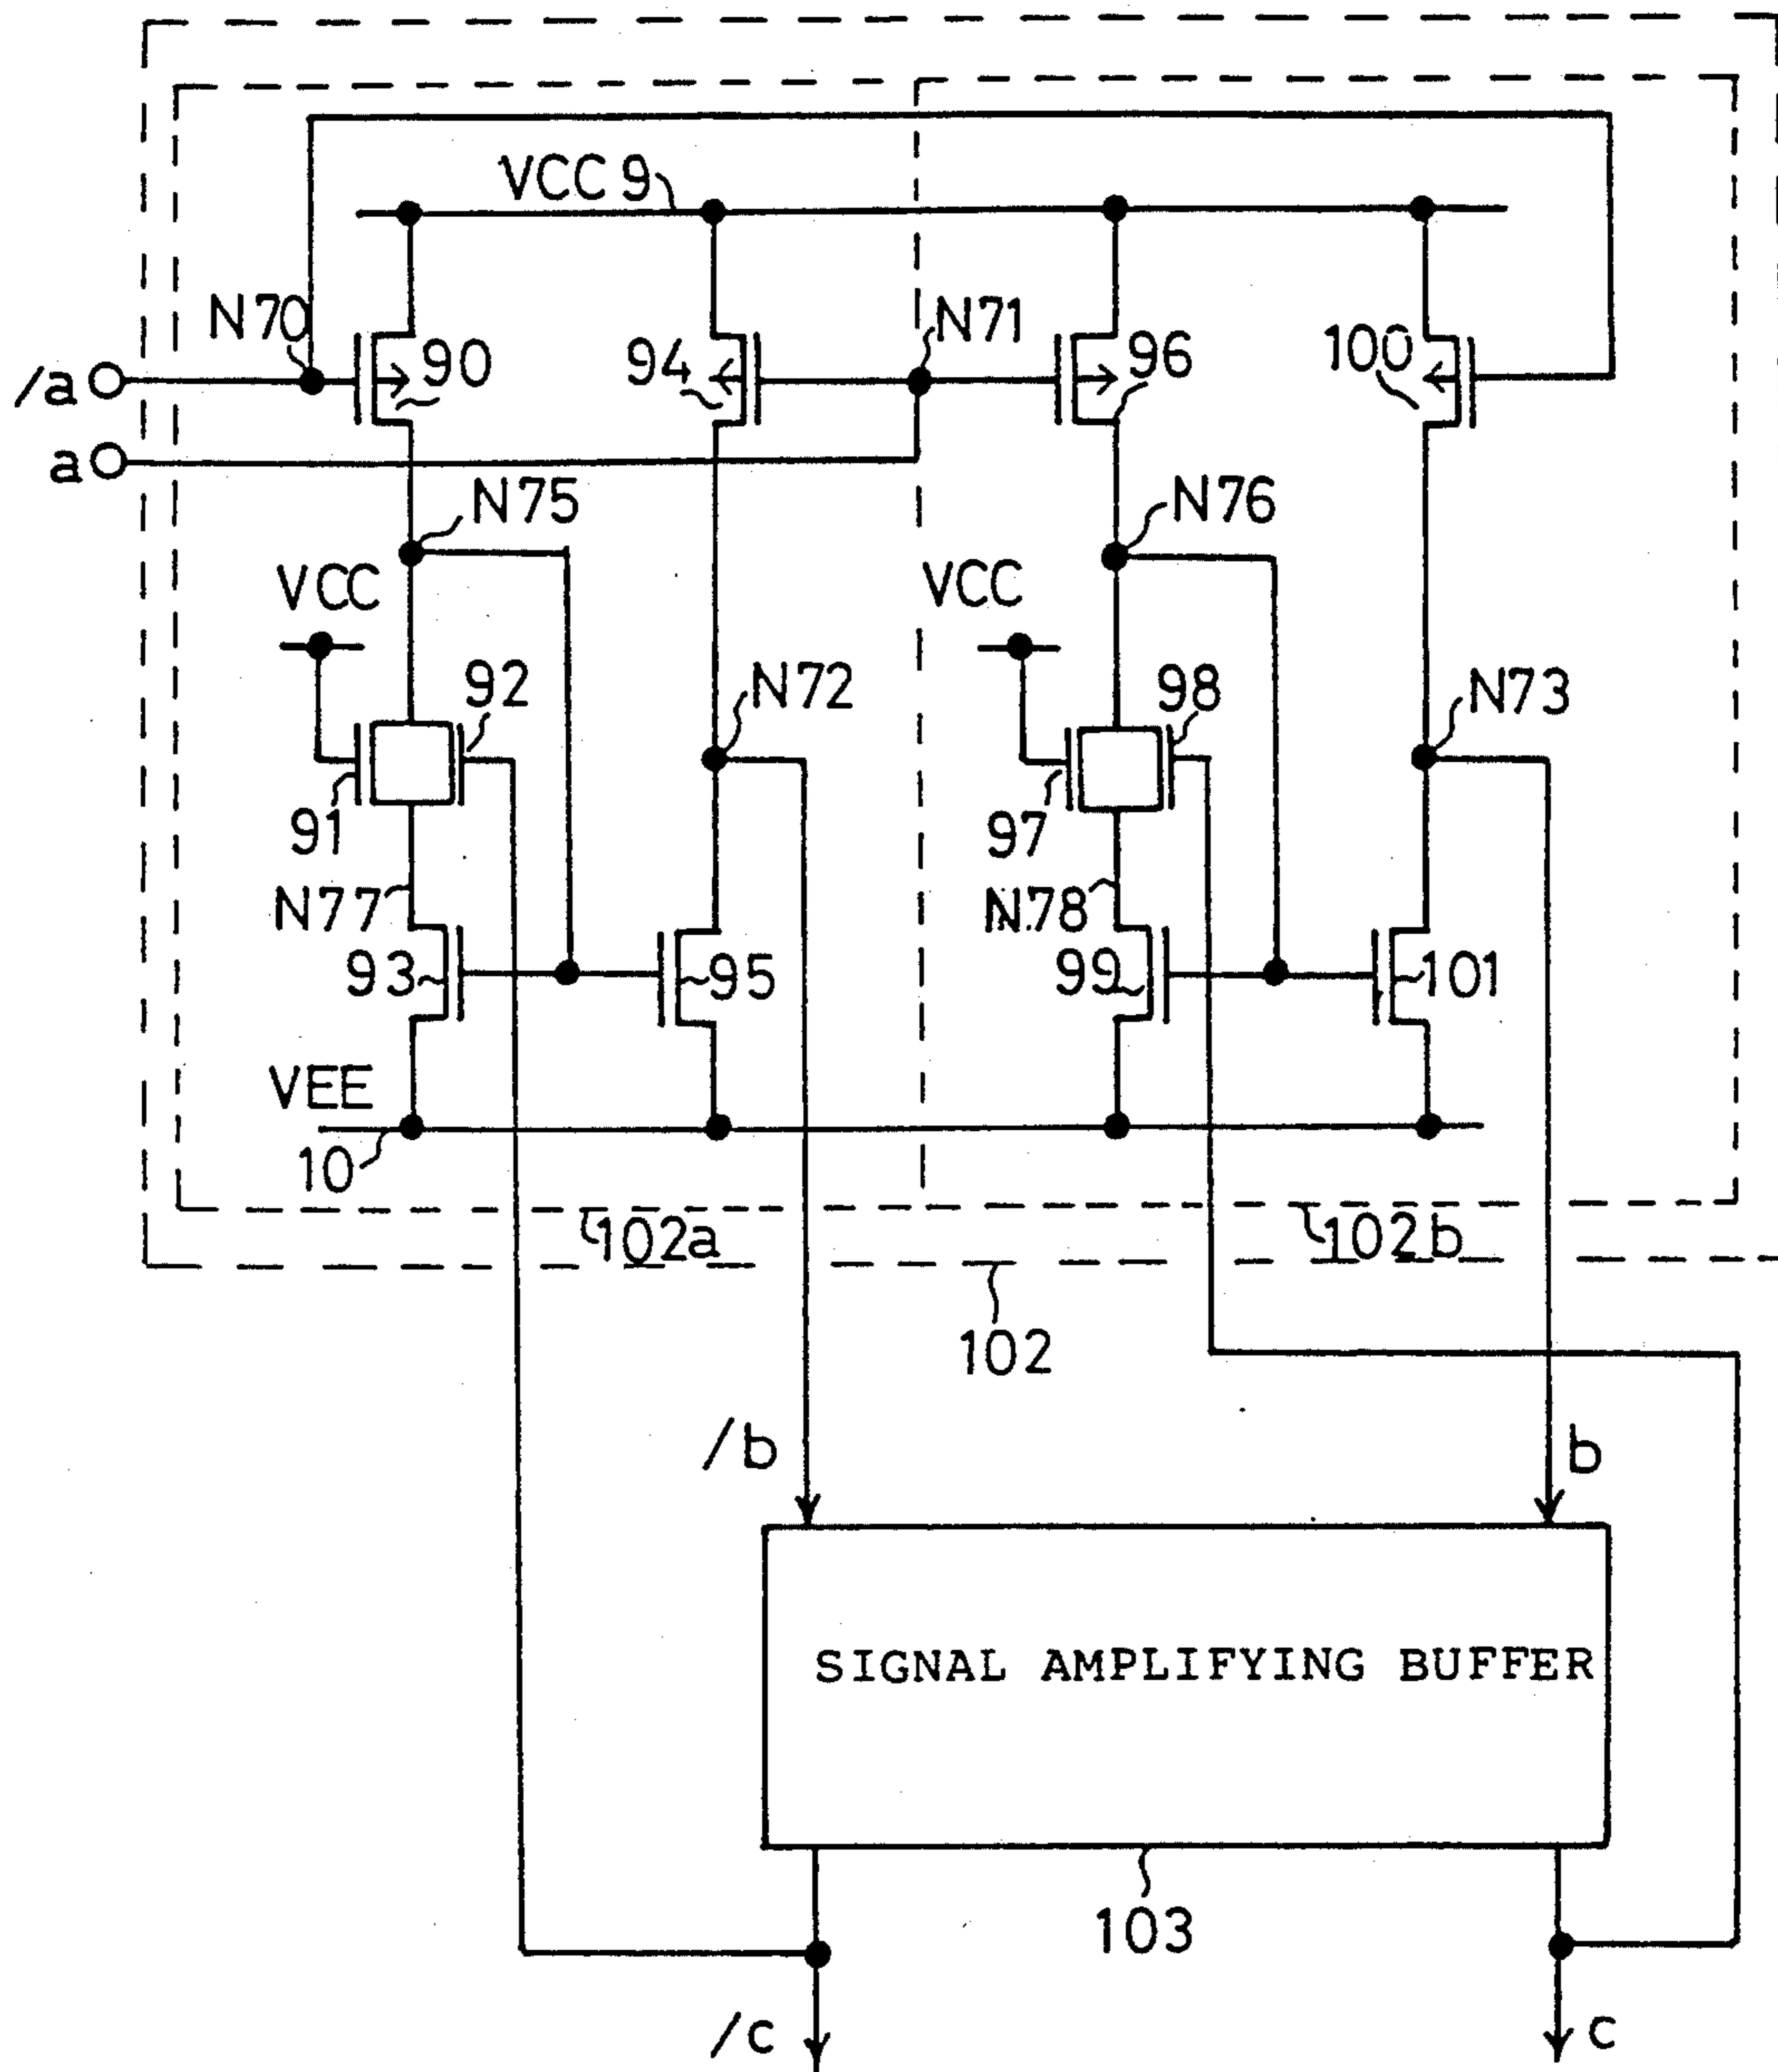 VCC 9
N70
90
94
N71
96
100
/a
a
N75
N76
VCC
VCC
92
N72
98
N73
91
97
N77
N78
93
95
99
101
VEE
10
102a
102b
102
/b
b
SIGNAL AMPLIFYING BUFFER
103
/c
c